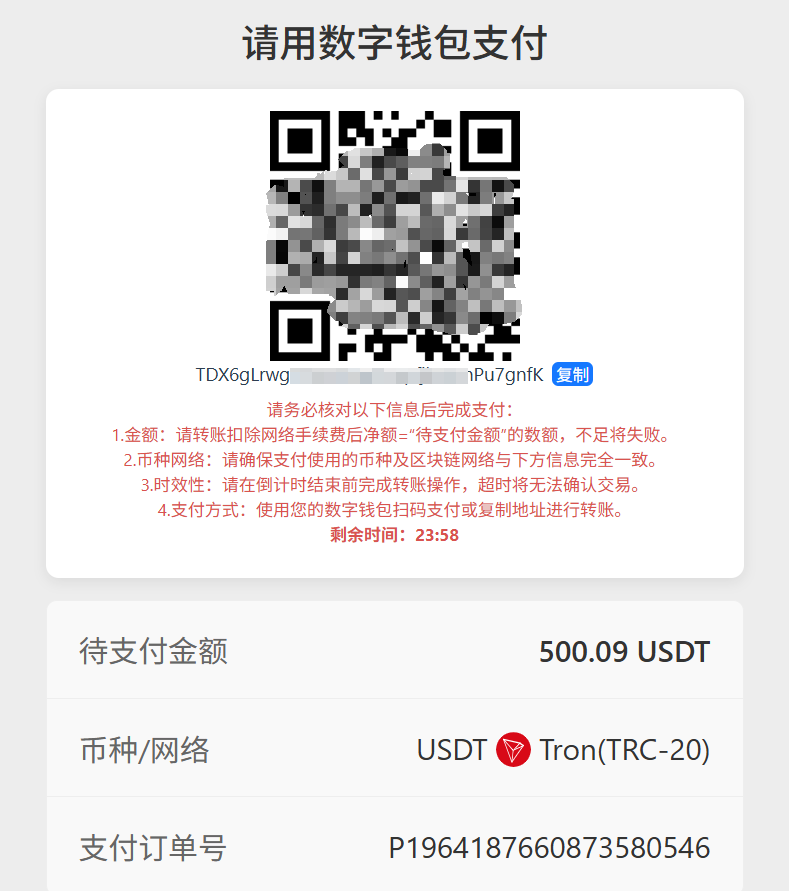 请用数字钱包支付
TDX6gLrwg Pu7gnfK 复制
请务必核对以下信息后完成支付：
1.金额：请转账扣除网络手续费后净额=“待支付金额”的数额，不足将失败。
2.币种网络：请确保支付使用的币种及区块链网络与下方信息完全一致。
3.时效性：请在倒计时结束前完成转账操作，超时将无法确认交易。
4.支付方式：使用您的数字钱包扫码支付或复制地址进行转账。
剩余时间：23:58
待支付金额 500.09 USDT
币种/网络 USDT Tron(TRC-20)
支付订单号 P1964187660873580546